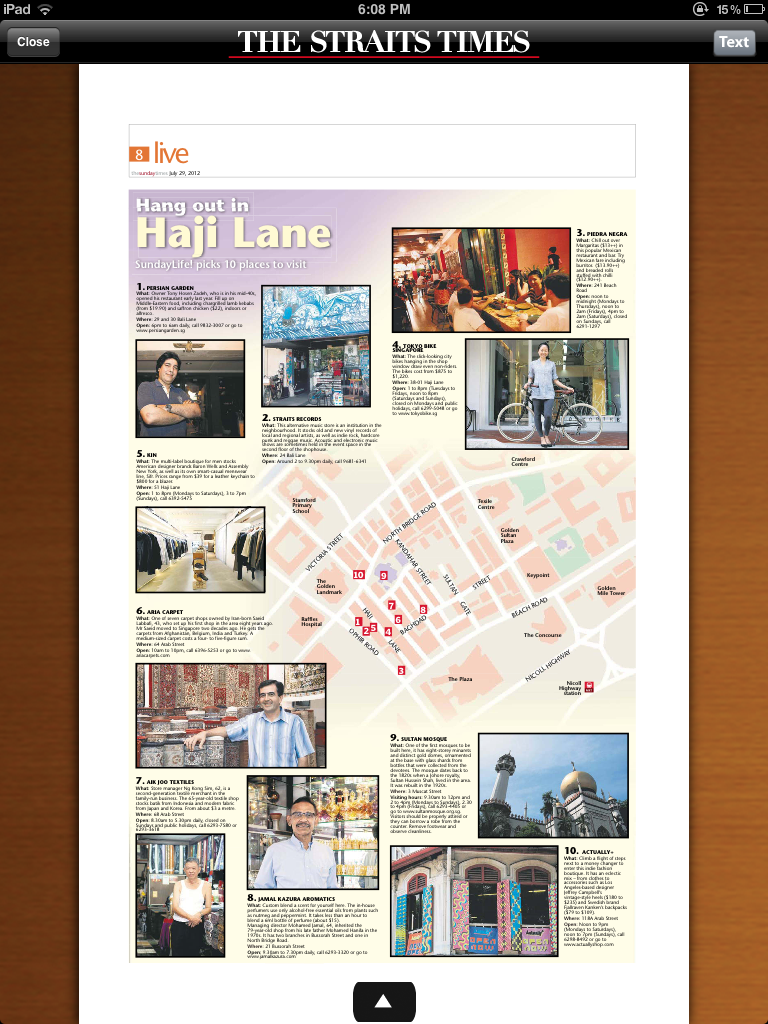 iPad
6:08 PM
15%
Close
THE STRAITS TIMES
Text
8 live
thesundaytimes July 29, 2012
Hang out in
Haji Lane
SundayLife! picks 10 places to visit
1. PERSIAN GARDEN
What: Owner Tony Hosen Zadeh, who is in his mid-40s,
opened his restaurant early last year. Fill up on
Middle-Eastern food, including chargrilled lamb kebabs
(from $19.90) and saffron chicken ($22), indoors or
alfresco.
Where: 29 and 30 Bali Lane
Open: 6pm to 6am daily, call 9832-3007 or go to
www.persiangarden.sg
2. STRAITS RECORDS
What: This alternative music store is an institution in the
neighbourhood. It stocks old and new vinyl records of
local and regional artists, as well as indie rock, hardcore
punk and reggae music. Acoustic and electronic music
shows are sometimes held in the event space in the
second floor of the shophouse.
Where: 24 Bali Lane
Open: Around 2 to 9.30pm daily, call 9681-6341
3. PIEDRA NEGRA
What: Chill out over
Margaritas ($13++) in
this popular Mexican
restaurant and bar. Try
Mexican fare including
burritos ($13.90++)
and breaded rolls
stuffed with chilli
($12.90++).
Where: 241 Beach
Road
Open: noon to
midnight (Mondays to
Thursdays), noon to
2am (Fridays), 4pm to
2am (Saturdays), closed
on Sundays, call
6291-1297
4. TOKYO BIKE
SINGAPORE
What: The slick-looking city
bikes hanging in the shop
window draw even non-riders.
The bikes cost from $875 to
$1,220.
Where: 38-01 Haji Lane
Open: 1 to 8pm (Tuesdays to
Fridays, noon to 8pm
(Saturdays and Sundays),
closed on Mondays and public
holidays, call 6299-5048 or go
to www.tokyobike.sg
5. KIN
What: The multi-label boutique for men stocks
American designer brands Baron Wells and Assembly
New York, as well as its own smart-casual menswear
line, Sifr. Prices range from $39 for a leather keychain to
$800 for a blazer.
Where: 51 Haji Lane
Open: 1 to 8pm (Mondays to Saturdays), 3 to 7pm
(Sundays), call 6392-5475
Crawford
Centre
Stamford
Primary
School
Textile
Centre
NORTH BRIDGE ROAD
VICTORIA STREET
Golden
Sultan
Plaza
KANDAHAR STREET
SULTAN
GATE
STREET
Keypoint
10
9
The
Golden
Landmark
Golden
Mile Tower
7
8
HAJI
BEACH ROAD
6
1
Raffles
Hospital
BAGHDAD
2
5
4
LANE
OPHIR ROAD
The Concourse
3
NICOLL HIGHWAY
The Plaza
Nicoll
Highway
station
6. ARIA CARPET
What: One of seven carpet shops owned by Iran-born Saeid
Labbafi, 45, who set up his first shop in the area eight years ago.
Mr Saeid moved to Singapore two decades ago. He gets the
carpets from Afghanistan, Belgium, India and Turkey. A
medium-sized carpet costs a four- to five-figure sum.
Where: 64 Arab Street
Open: 10am to 10pm, call 6396-5253 or go to www.
ariacarpets.com
7. AIK JOO TEXTILES
What: Store manager Ng Kong Sim, 62, is a
second-generation textile merchant in the
family-run business. The 65-year-old textile shop
stocks batik from Indonesia and modern fabric
from Japan and Korea. From about $3 a metre.
Where: 68 Arab Street
Open: 8.30am to 5.30pm daily, closed on
Sundays and public holidays, call 6293-7580 or
6293-3618
8. JAMAL KAZURA AROMATICS
What: Custom blend a scent for yourself here. The in-house
perfumers use only alcohol-free essential oils from plants such
as nutmeg and peppermint. It takes less than an hour to
blend a 6ml bottle of perfume (about $15).
Managing director Mohamed Jamal, 64, inherited the
79-year-old shop from his late father Mohamed Hanifa in the
1970s. It has two branches in Bussorah Street and one in
North Bridge Road.
Where: 21 Bussorah Street
Open: 9.30am to 7.30pm daily, call 6293-3320 or go to
www.jamalkazura.com
9. SULTAN MOSQUE
What: One of the first mosques to be
built here, it has eight-storey minarets
and distinct gold domes, ornamented
at the base with glass shards from
bottles that were collected from the
devotees. The mosque dates back to
the 1820s when a Johore royalty,
Sultan Hussein Shah, lived in the area.
It was rebuilt in the 1920s.
Where: 3 Muscat Street
Visiting hours: 9.30am to 12pm and
2 to 4pm (Mondays to Sundays), 2.30
to 4pm (Fridays), call 6293-4405 or
go to www.sultanmosque.org.sg.
Visitors should be properly attired or
they can borrow a robe from the
counter. Remove footwear and
observe cleanliness.
10. ACTUALLY+
What: Climb a flight of steps
next to a money changer to
enter this indie fashion
boutique. It has an eclectic
mix – from clothes to
accessories such as Los
Angeles-based designer
Jeffrey Campbell's
vintage-style heels ($180 to
$235) and Swedish brand
Fjallraven Kanken's backpacks
($79 to $109).
Where: 118A Arab Street
Open: Noon to 9pm
(Mondays to Saturdays),
noon to 7pm (Sundays), call
6298-8492 or go to
www.actuallyshop.com